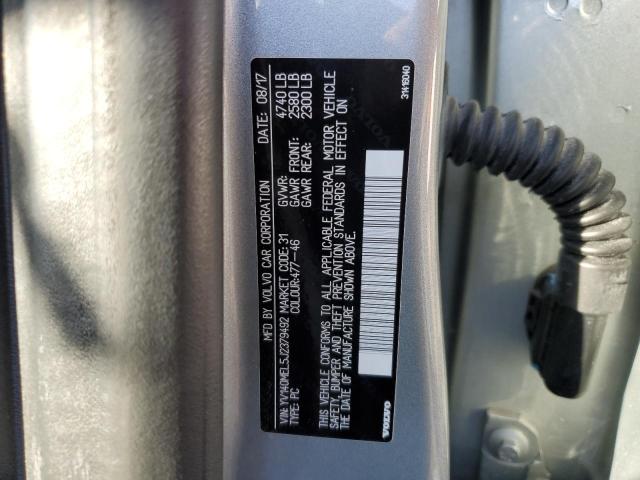 MFD BY VOLVO CAR CORPORATION DATE: 08/17
VIN: YV140MEL5J2379492 MARKET CODE: 31 GVWR: 4740 LB
TYPE: PC COLOUR: 477-46 GAWR FRONT: 2580 LB
GAWR REAR: 2300 LB
THIS VEHICLE CONFORMS TO ALL APPLICABLE FEDERAL MOTOR VEHICLE
SAFETY, BUMPER AND THEFT PREVENTION STANDARDS IN EFFECT ON
THE DATE OF MANUFACTURE SHOWN ABOVE.
VOLVO
31416040